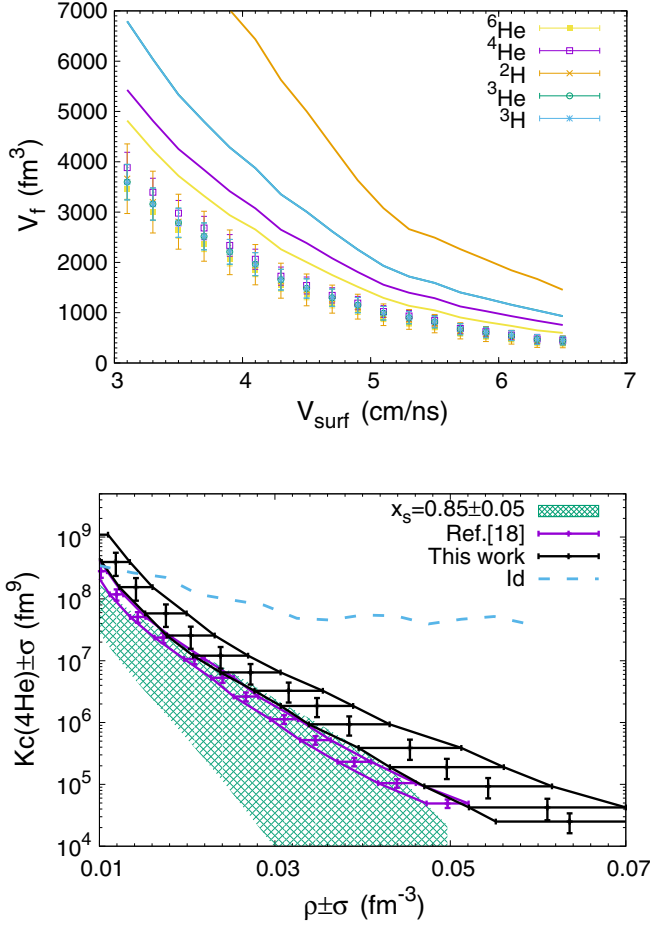 7000
6000
5000
4000
3000
2000
1000
0
V_f (fm^3)
^6He
^4He
^2H
^3He
^3H
3 4 5 6 7
V_surf (cm/ns)
x_s=0.85±0.05
Ref.[18]
This work
Id
10^9
10^8
10^7
10^6
10^5
10^4
Kc(4He)±σ (fm^9)
0.01 0.03 0.05 0.07
ρ±σ (fm^-3)